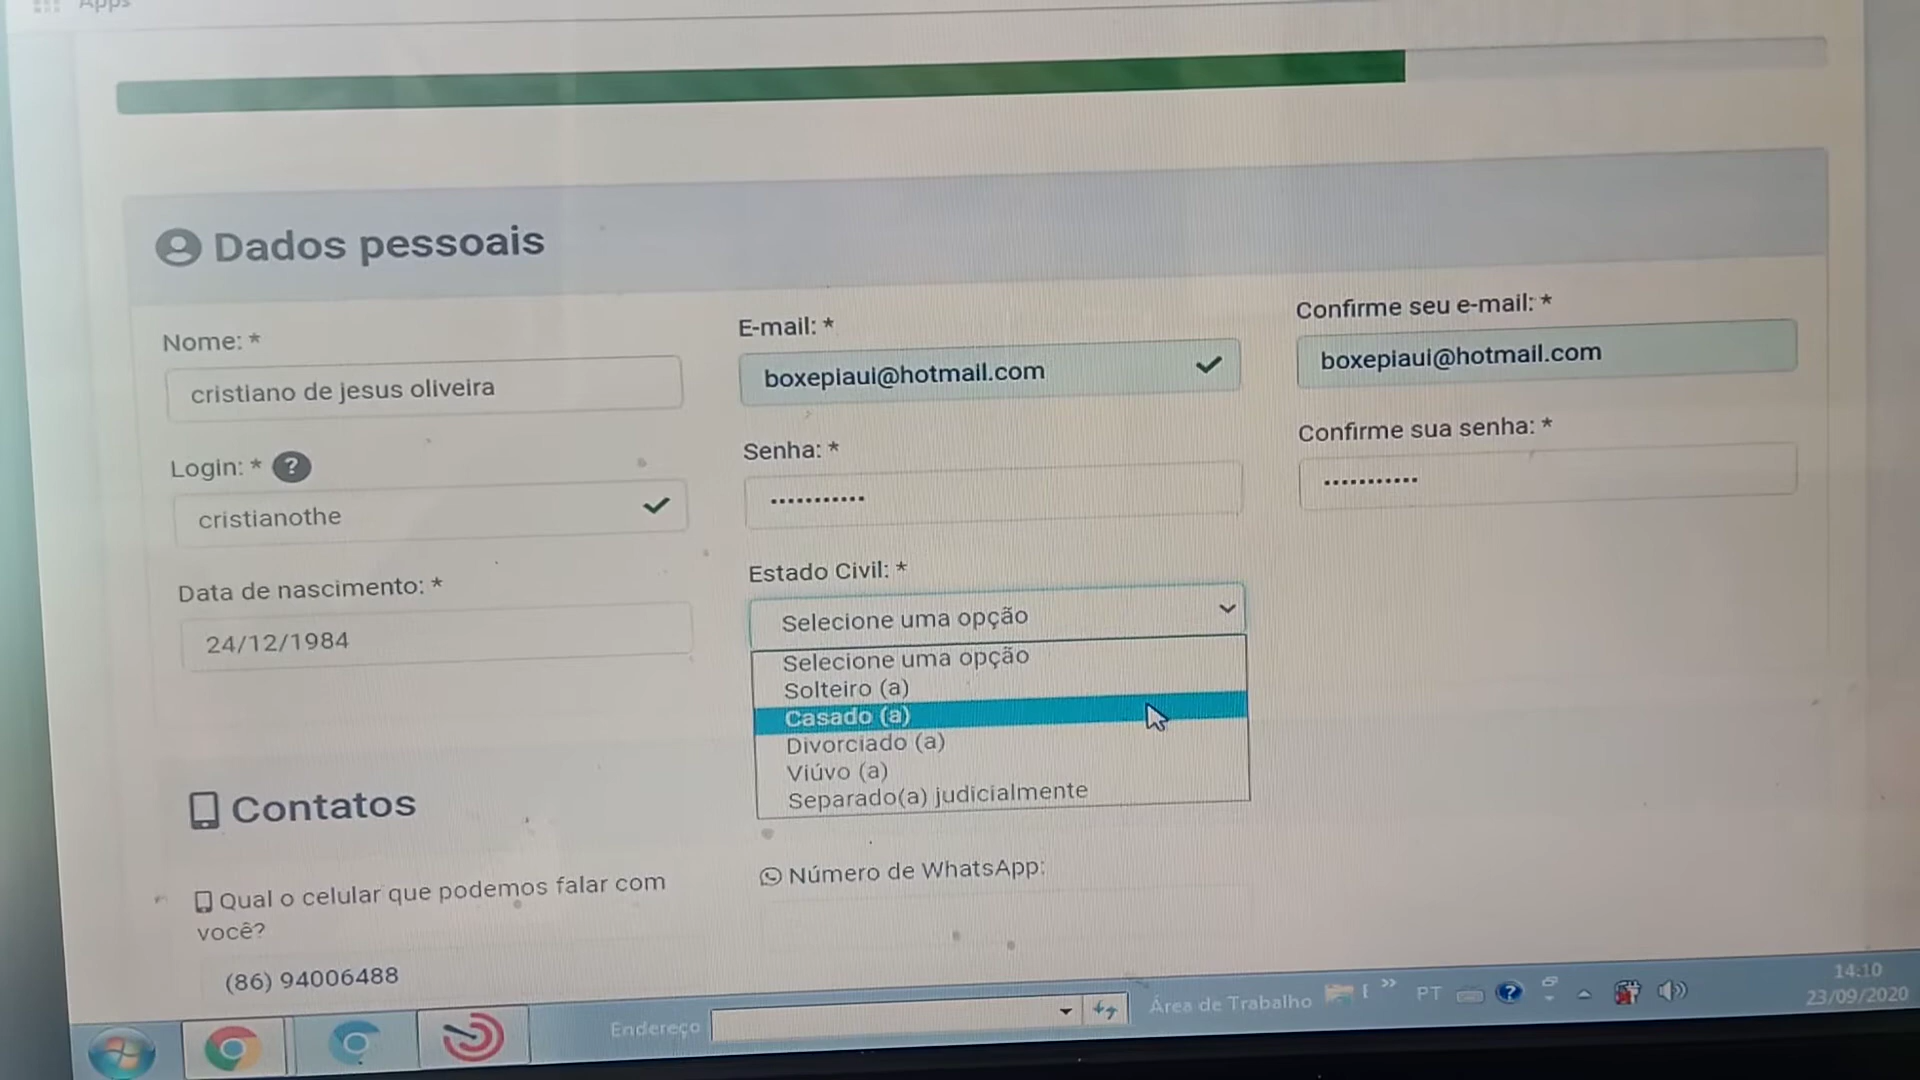 Apps
Dados pessoais
Nome: *
cristiano de jesus oliveira
E-mail: *
boxepiaui@hotmail.com
Confirme seu e-mail: *
boxepiaui@hotmail.com
Login: * ?
cristianothe
Senha: *
•••••••••••
Confirme sua senha: *
•••••••••••
Data de nascimento: *
24/12/1984
Estado Civil: *
Selecione uma opção
Selecione uma opção
Solteiro (a)
Casado (a)
Divorciado (a)
Viúvo (a)
Separado(a) judicialmente
Contatos
Qual o celular que podemos falar com
você?
(86) 94006488
Número de WhatsApp:
Endereço
Área de Trabalho
PT
14:10
23/09/2020